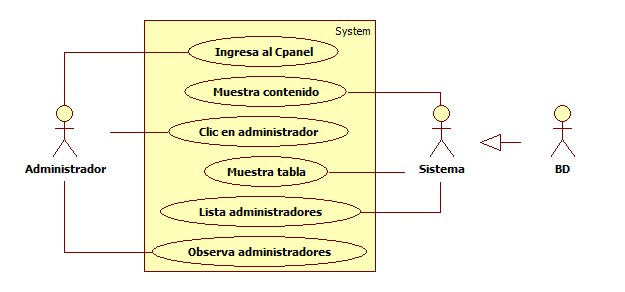 System
Ingresa al Cpanel
Muestra contenido
Clic en administrador
Administrador
Muestra tabla
Sistema
BD
Lista administradores
Observa administradores